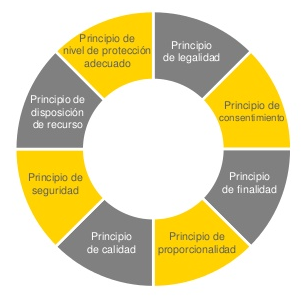 Principio
de legalidad
Principio de
consentimiento
Principio
de finalidad
Principio de
proporcionalidad
Principio
de calidad
Principio de
seguridad
Principio de
disposición
de recurso
Principio de
nivel de protección
adecuado